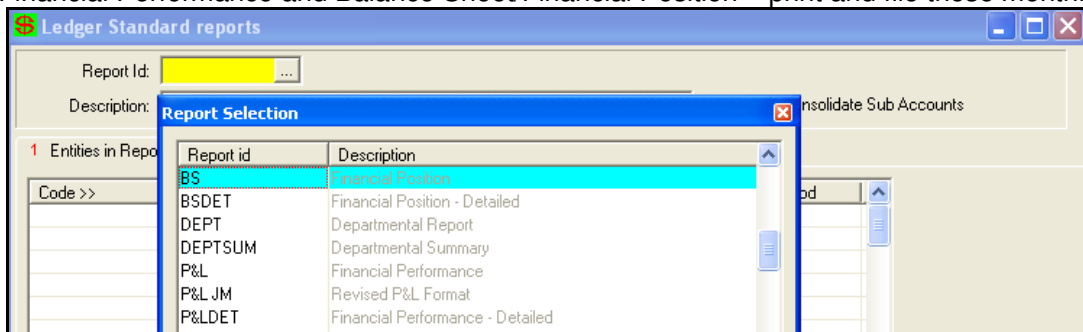 Financial Performance and Balance Sheet/Financial Position – print and file these month
Ledger Standard reports
Report Id:
...
Description:
nsolidate Sub Accounts
Report Selection
1 Entities in Repo
Report id Description
Code >>
od
BS Financial Position
BSDET Financial Position - Detailed
DEPT Departmental Report
DEPTSUM Departmental Summary
P&L Financial Performance
P&L JM Revised P&L Format
P&LDET Financial Performance - Detailed